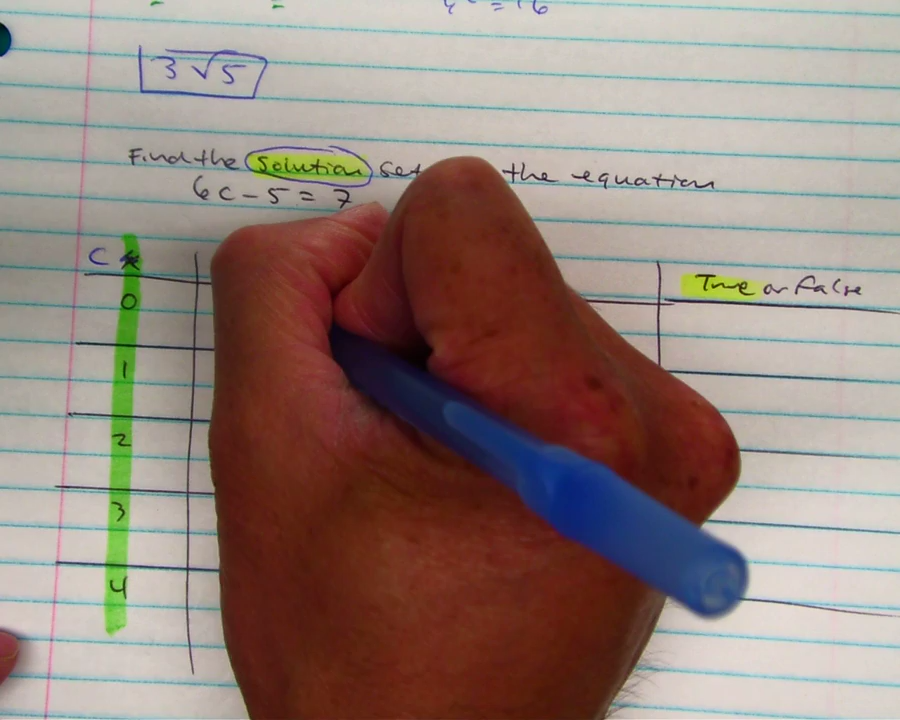 = 16
3 √5
Find the solution set the equation
6c - 5 = 7
C True or False
0
1
2
3
4